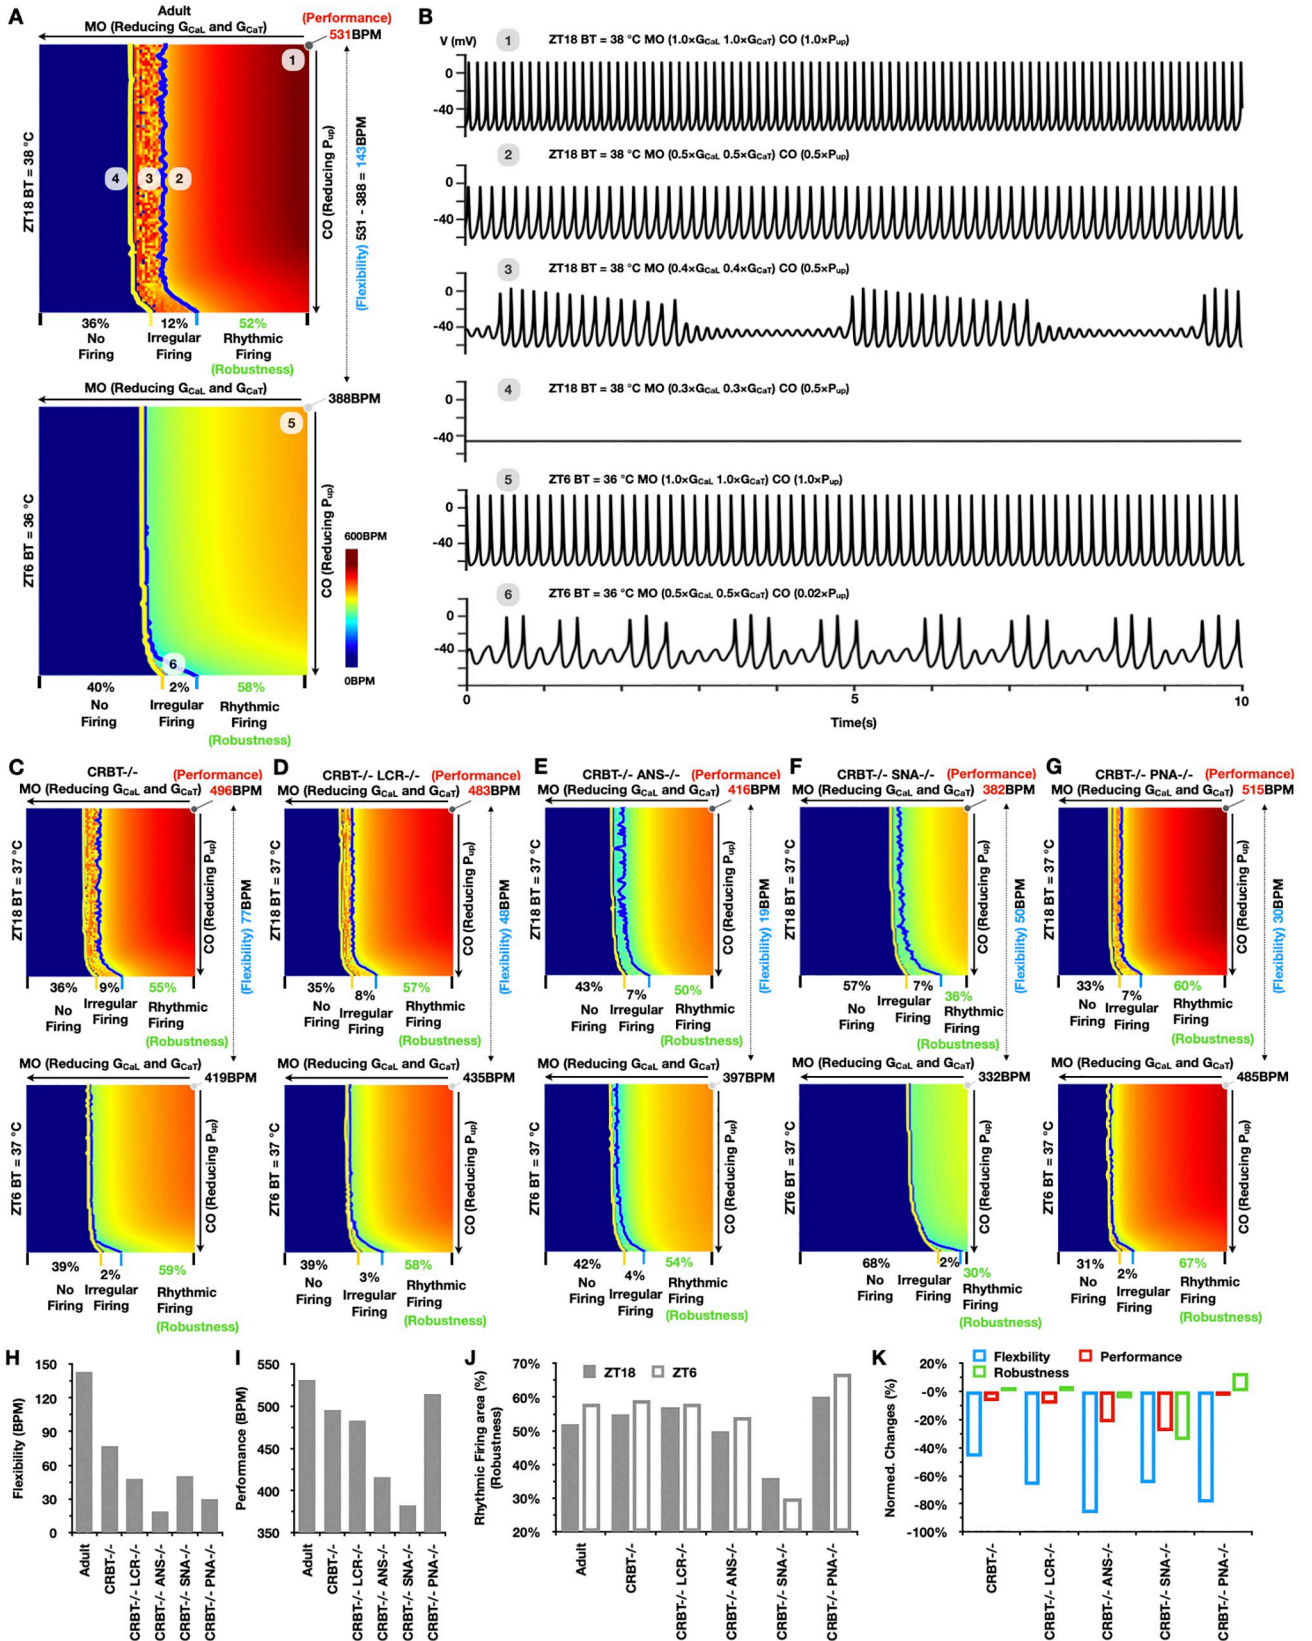 A
Adult
MO (Reducing GCaL and GCaT)
(Performance)
531BPM
1
2
3
4
ZT18 BT = 38 °C
CO (Reducing Pup)
(Flexibility) 531 - 388 = 143BPM
36%
No
Firing
12%
Irregular
Firing
52%
Rhythmic
Firing
(Robustness)
MO (Reducing GCaL and GCaT)
388BPM
5
6
ZT6 BT = 36 °C
CO (Reducing Pup)
600BPM
0BPM
40%
No
Firing
2%
Irregular
Firing
58%
Rhythmic
Firing
(Robustness)
B
V (mV)
1 ZT18 BT = 38 °C MO (1.0×GCaL 1.0×GCaT) CO (1.0×Pup)
0
-40
2 ZT18 BT = 38 °C MO (0.5×GCaL 0.5×GCaT) CO (0.5×Pup)
0
-40
3 ZT18 BT = 38 °C MO (0.4×GCaL 0.4×GCaT) CO (0.5×Pup)
0
-40
4 ZT18 BT = 38 °C MO (0.3×GCaL 0.3×GCaT) CO (0.5×Pup)
0
-40
5 ZT6 BT = 36 °C MO (1.0×GCaL 1.0×GCaT) CO (1.0×Pup)
0
-40
6 ZT6 BT = 36 °C MO (0.5×GCaL 0.5×GCaT) CO (0.02×Pup)
0
-40
0 5 10
Time(s)
C
CRBT-/-
(Performance)
MO (Reducing GCaL and GCaT) 496BPM
ZT18 BT = 37 °C
CO (Reducing Pup)
(Flexibility) 77BPM
36%
No
Firing
9%
Irregular
Firing
55%
Rhythmic
Firing
(Robustness)
MO (Reducing GCaL and GCaT)
419BPM
ZT6 BT = 37 °C
CO (Reducing Pup)
39%
No
Firing
2%
Irregular
Firing
59%
Rhythmic
Firing
(Robustness)
D
CRBT-/- LCR-/-
(Performance)
MO (Reducing GCaL and GCaT) 483BPM
ZT18 BT = 37 °C
CO (Reducing Pup)
(Flexibility) 48BPM
35%
No
Firing
8%
Irregular
Firing
57%
Rhythmic
Firing
(Robustness)
MO (Reducing GCaL and GCaT)
435BPM
ZT6 BT = 37 °C
CO (Reducing Pup)
39%
No
Firing
3%
Irregular
Firing
58%
Rhythmic
Firing
(Robustness)
E
CRBT-/- ANS-/-
(Performance)
MO (Reducing GCaL and GCaT) 416BPM
ZT18 BT = 37 °C
CO (Reducing Pup)
(Flexibility) 19BPM
43%
No
Firing
7%
Irregular
Firing
50%
Rhythmic
Firing
(Robustness)
MO (Reducing GCaL and GCaT)
397BPM
ZT6 BT = 37 °C
CO (Reducing Pup)
42%
No
Firing
4%
Irregular
Firing
54%
Rhythmic
Firing
(Robustness)
F
CRBT-/- SNA-/-
(Performance)
MO (Reducing GCaL and GCaT) 382BPM
ZT18 BT = 37 °C
CO (Reducing Pup)
(Flexibility) 50BPM
57%
No
Firing
7%
Irregular
Firing
36%
Rhythmic
Firing
(Robustness)
MO (Reducing GCaL and GCaT)
332BPM
ZT6 BT = 37 °C
CO (Reducing Pup)
68%
No
Firing
2%
Irregular
Firing
30%
Rhythmic
Firing
(Robustness)
G
CRBT-/- PNA-/-
(Performance)
MO (Reducing GCaL and GCaT) 515BPM
ZT18 BT = 37 °C
CO (Reducing Pup)
(Flexibility) 30BPM
33%
No
Firing
7%
Irregular
Firing
60%
Rhythmic
Firing
(Robustness)
MO (Reducing GCaL and GCaT)
485BPM
ZT6 BT = 37 °C
CO (Reducing Pup)
31%
No
Firing
2%
Irregular
Firing
67%
Rhythmic
Firing
(Robustness)
H
Flexibility (BPM)
150
120
90
60
30
0
Adult
CRBT-/-
CRBT-/- LCR-/-
CRBT-/- ANS-/-
CRBT-/- SNA-/-
CRBT-/- PNA-/-
I
Performance (BPM)
550
500
450
400
350
Adult
CRBT-/-
CRBT-/- LCR-/-
CRBT-/- ANS-/-
CRBT-/- SNA-/-
CRBT-/- PNA-/-
J
Rhythmic Firing area (%)
(Robustness)
ZT18 ZT6
70%
60%
50%
40%
30%
20%
Adult
CRBT-/-
CRBT-/- LCR-/-
CRBT-/- ANS-/-
CRBT-/- SNA-/-
CRBT-/- PNA-/-
K
Normed. Changes (%)
Flexbility
Performance
Robustness
20%
-0%
-20%
-40%
-60%
-80%
-100%
CRBT-/-
CRBT-/- LCR-/-
CRBT-/- ANS-/-
CRBT-/- SNA-/-
CRBT-/- PNA-/-